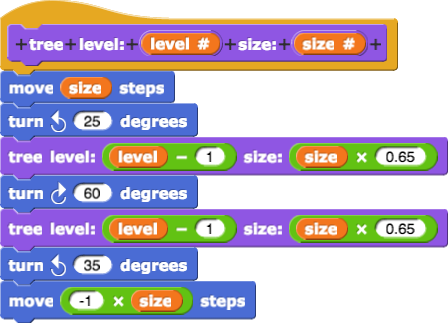 + tree + level: + level # + size: + size # +
move size steps
turn ↺ 25 degrees
tree level: level − 1 size: size × 0.65
turn ↻ 60 degrees
tree level: level − 1 size: size × 0.65
turn ↺ 35 degrees
move -1 × size steps